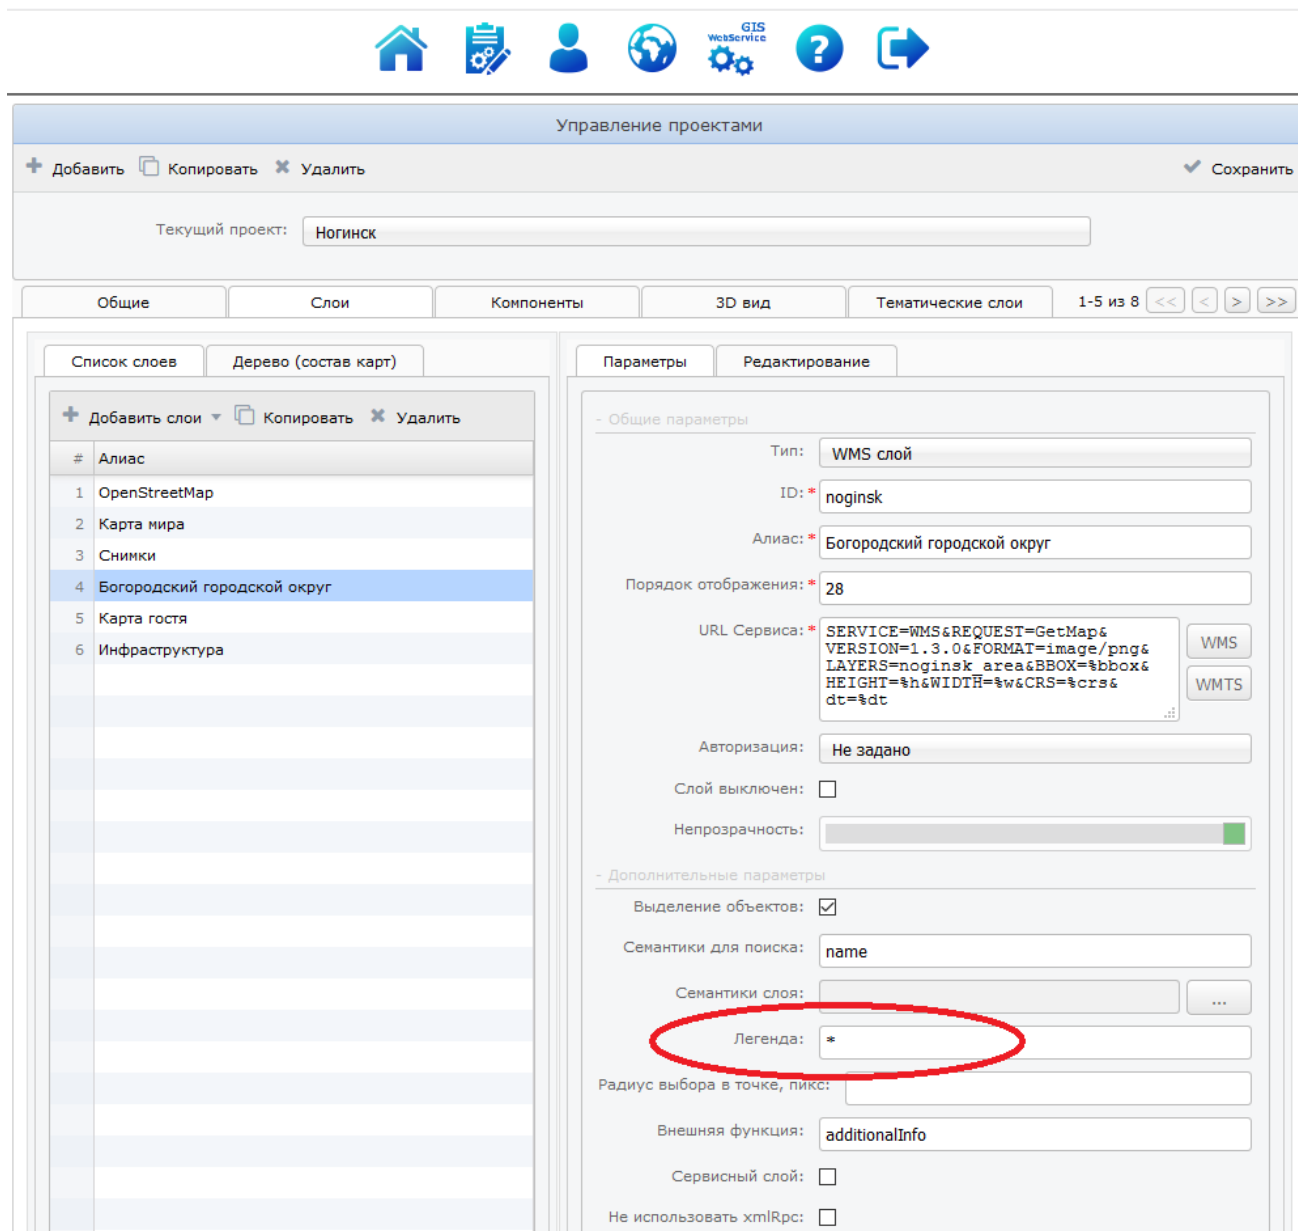 GIS
WebService
?
Управление проектами
Добавить Копировать Удалить Сохранить
Текущий проект: Ногинск
Общие Слои Компоненты 3D вид Тематические слои 1-5 из 8 << < > >>
Список слоев Дерево (состав карт)
Добавить слои Копировать Удалить
# Алиас
1 OpenStreetMap
2 Карта мира
3 Снимки
4 Богородский городской округ
5 Карта гостя
6 Инфраструктура
Параметры Редактирование
- Общие параметры
Тип: WMS слой
ID:* noginsk
Алиас:* Богородский городской округ
Порядок отображения:* 28
URL Сервиса:* SERVICE=WMS&REQUEST=GetMap&
VERSION=1.3.0&FORMAT=image/png&
LAYERS=noginsk_area&BBOX=%bbox&
HEIGHT=%h&WIDTH=%w&CRS=%crs&
dt=%dt
WMS
WMTS
Авторизация: Не задано
Слой выключен:
Непрозрачность:
- Дополнительные параметры
Выделение объектов:
Семантики для поиска: name
Семантики слоя: ...
Легенда: *
Радиус выбора в точке, пикс:
Внешняя функция: additionalInfo
Сервисный слой:
Не использовать xmlRpc: